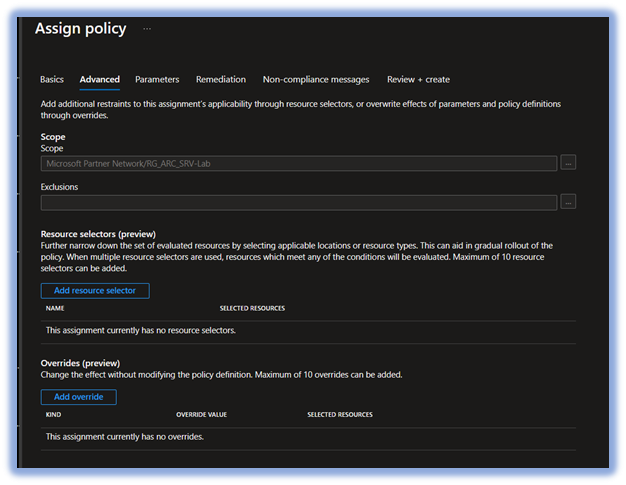 Assign policy ...
Basics Advanced Parameters Remediation Non-compliance messages Review + create
Add additional restraints to this assignment's applicability through resource selectors, or overwrite effects of parameters and policy definitions
through overrides.
Scope
Scope
Microsoft Partner Network/RG_ARC_SRV-Lab
...
Exclusions
...
Resource selectors (preview)
Further narrow down the set of evaluated resources by selecting applicable locations or resource types. This can aid in gradual rollout of the
policy. When multiple resource selectors are used, resources which meet any of the conditions will be evaluated. Maximum of 10 resource
selectors can be added.
Add resource selector
NAME SELECTED RESOURCES
This assignment currently has no resource selectors.
Overrides (preview)
Change the effect without modifying the policy definition. Maximum of 10 overrides can be added.
Add override
KIND OVERRIDE VALUE SELECTED RESOURCES
This assignment currently has no overrides.